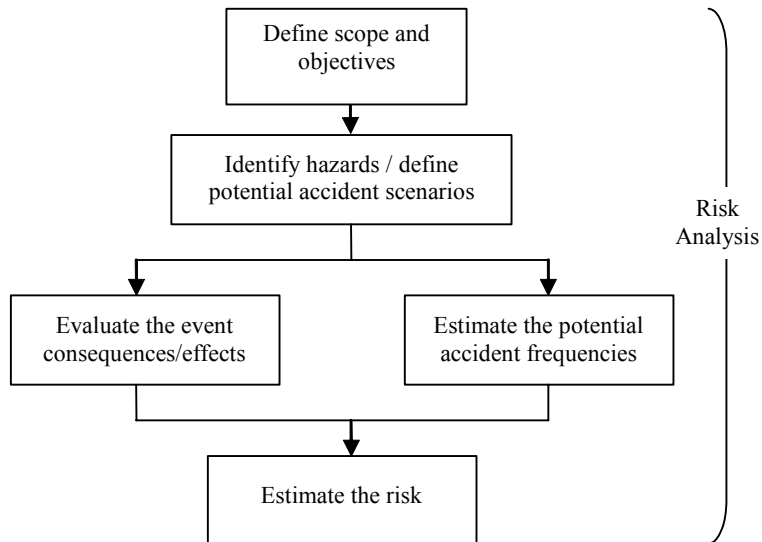 Define scope and
objectives
Identify hazards / define
potential accident scenarios
Evaluate the event
consequences/effects
Estimate the potential
accident frequencies
Estimate the risk
Risk
Analysis